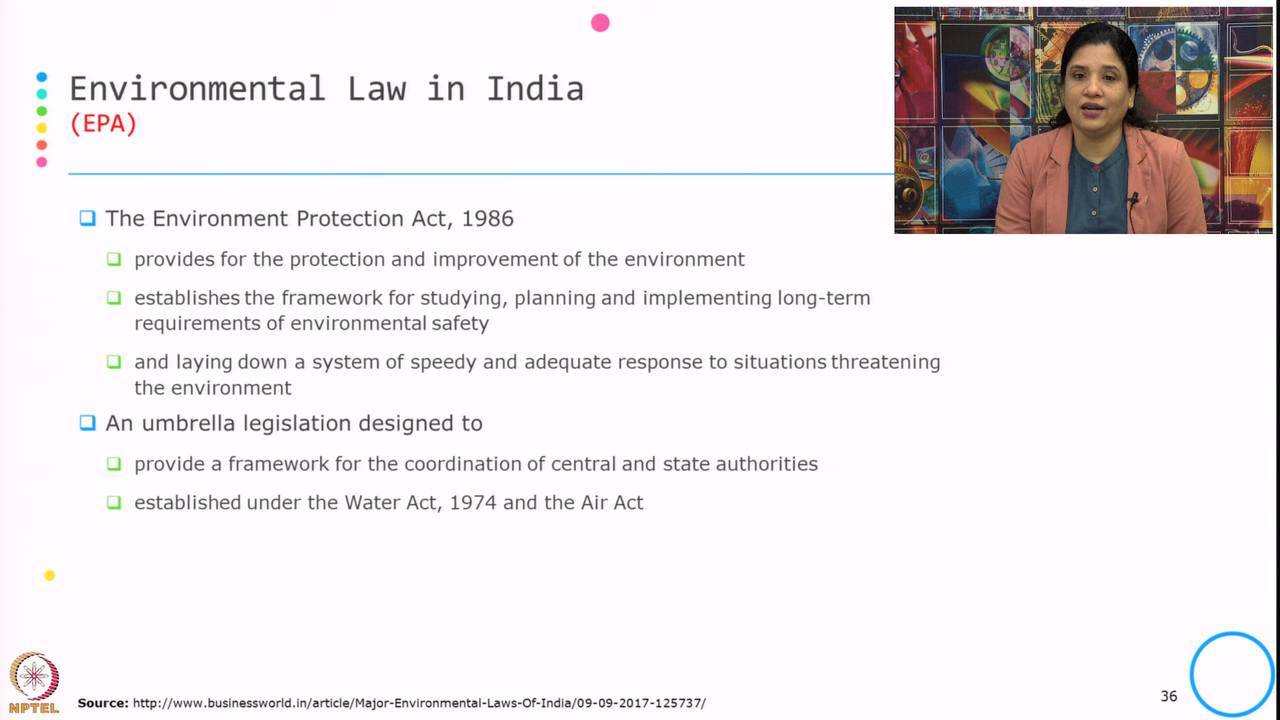 Environmental Law in India
(EPA)
The Environment Protection Act, 1986
provides for the protection and improvement of the environment
establishes the framework for studying, planning and implementing long-term
requirements of environmental safety
and laying down a system of speedy and adequate response to situations threatening
the environment
An umbrella legislation designed to
provide a framework for the coordination of central and state authorities
established under the Water Act, 1974 and the Air Act
NPTEL
Source: http://www.businessworld.in/article/Major-Environmental-Laws-Of-India/09-09-2017-125737/
36